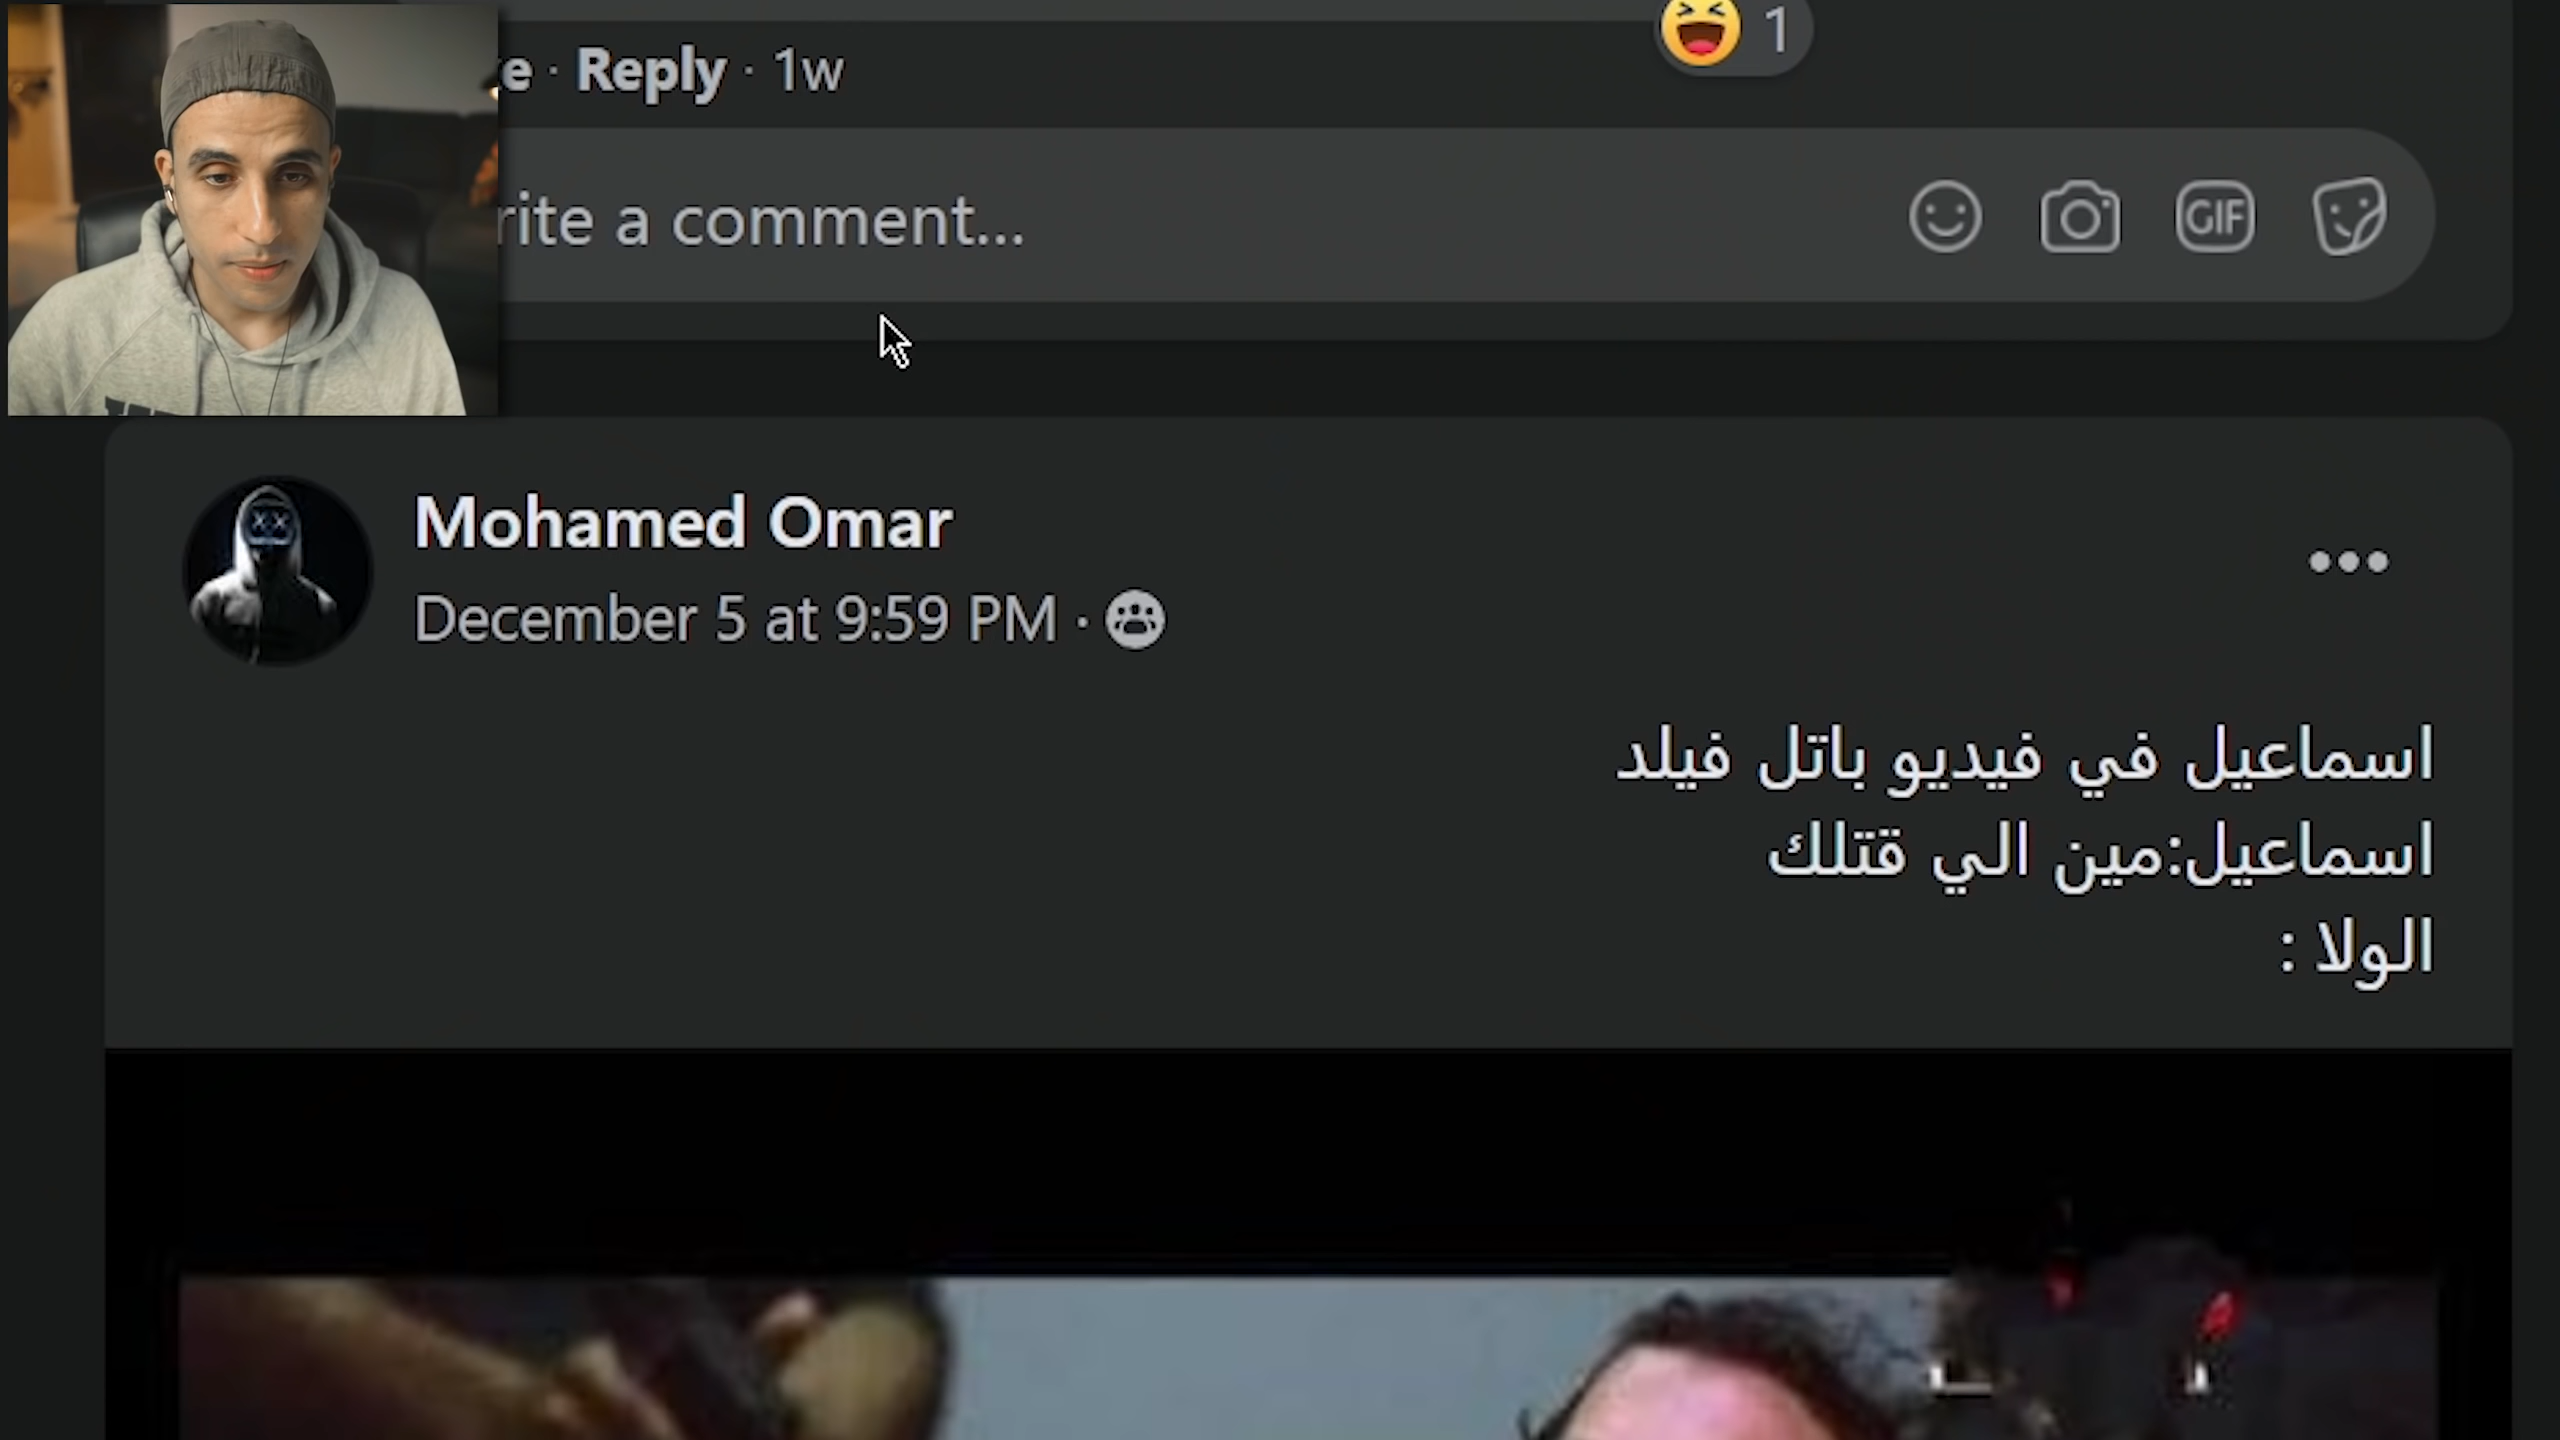 Reply · 1w
1
rite a comment...
GIF
Mohamed Omar
December 5 at 9:59 PM ·
اسماعيل في فيديو باتل فيلد
اسماعيل:مين الي قتلك
الولا :